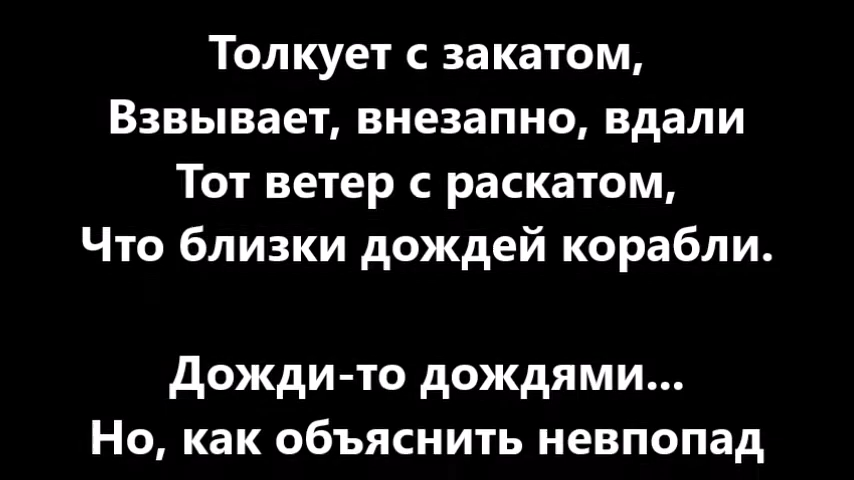 Толкует с закатом,
Взвывает, внезапно, вдали
Тот ветер с раскатом,
Что близки дождей корабли.
Дожди-то дождями...
Но, как объяснить невпопад